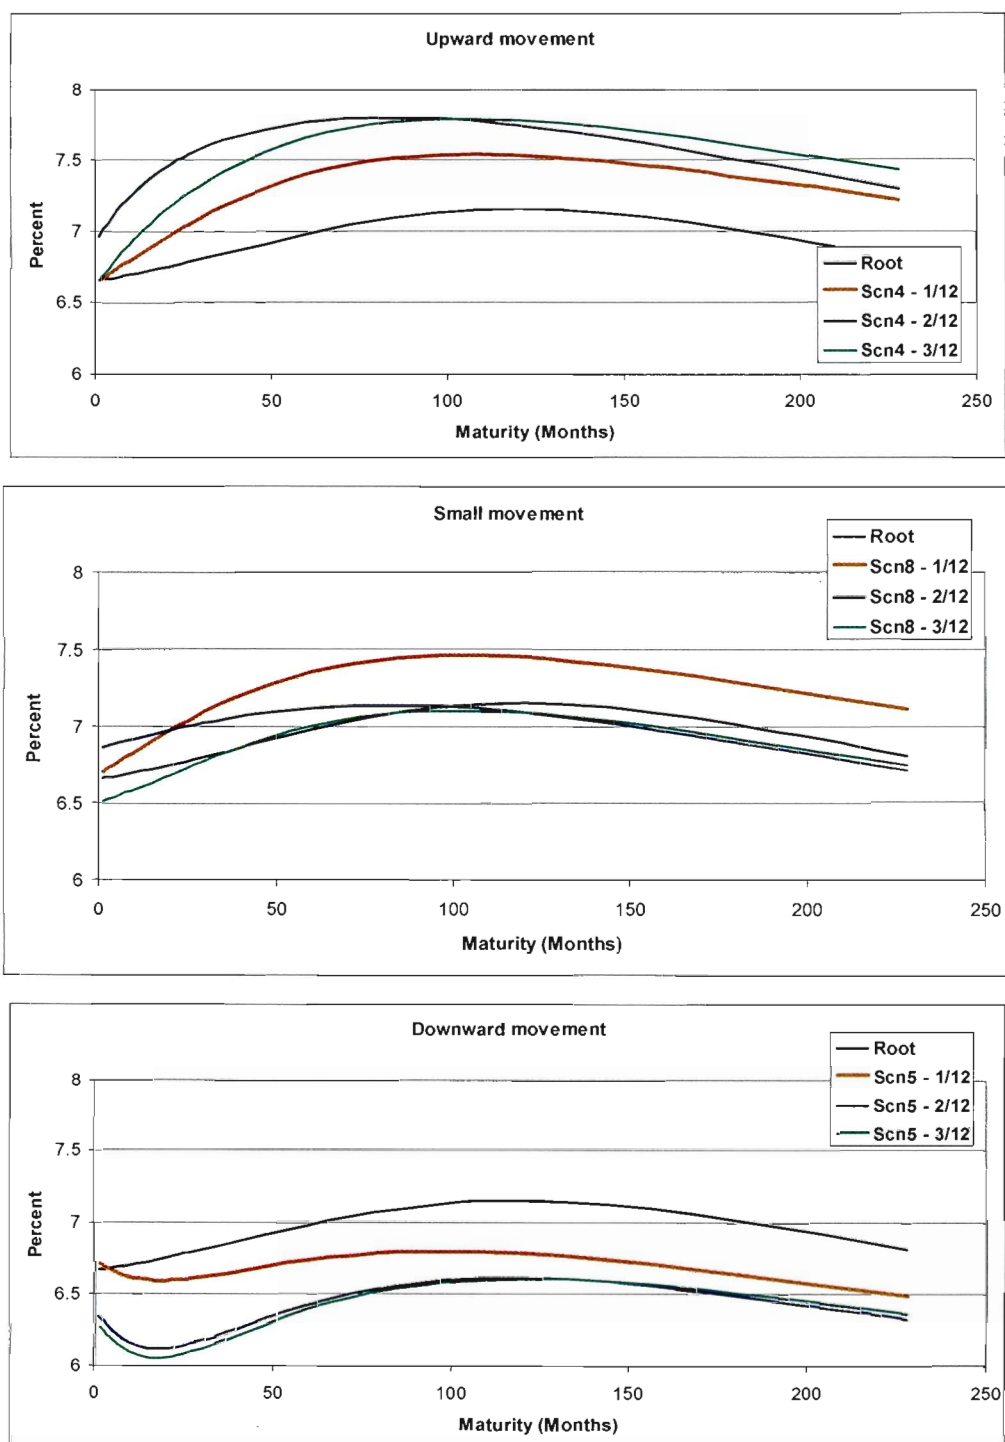 Upward movement
8
7.5
7
6.5
6
Percent
0 50 100 150 200 250
Maturity (Months)
Root
Scn4 - 1/12
Scn4 - 2/12
Scn4 - 3/12
Small movement
8
7.5
7
6.5
6
Percent
0 50 100 150 200 250
Maturity (Months)
Root
Scn8 - 1/12
Scn8 - 2/12
Scn8 - 3/12
Downward movement
8
7.5
7
6.5
6
Percent
0 50 100 150 200 250
Maturity (Months)
Root
Scn5 - 1/12
Scn5 - 2/12
Scn5 - 3/12